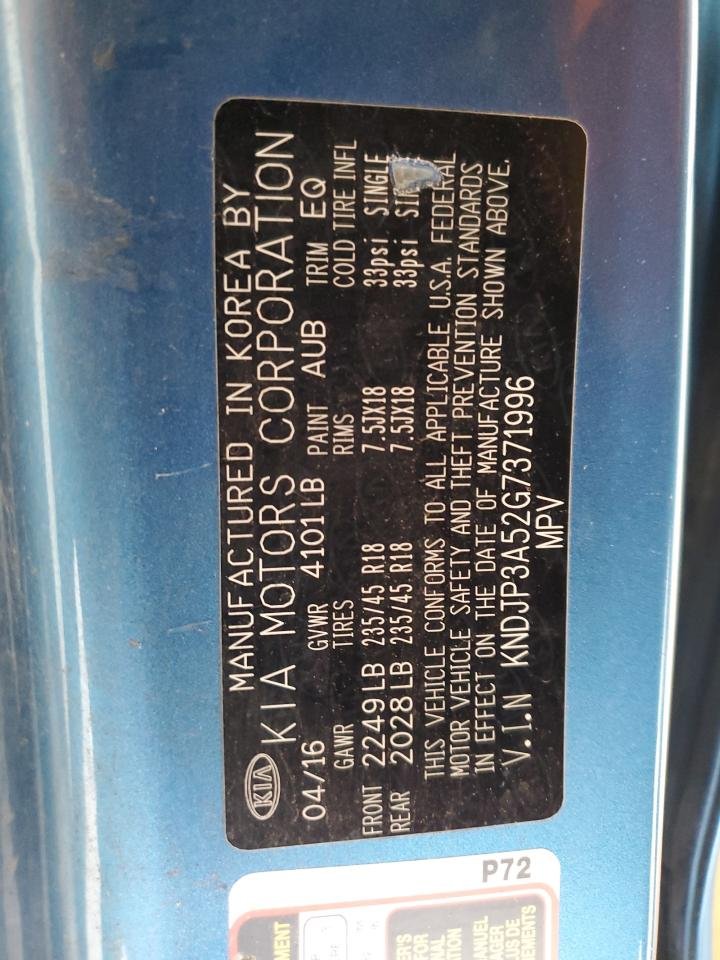 KIA
MANUFACTURED IN KOREA BY
KIA MOTORS CORPORATION
04/16 GVWR 4101LB PAINT AUB TRIM EQ
GAWR TIRES RIMS COLD TIRE INFL
FRONT 2249LB 235/45 R18 7.5JX18 33psi SINGLE
REAR 2028LB 235/45 R18 7.5JX18 33psi
THIS VEHICLE CONFORMS TO ALL APPLICABLE U.S.A. FEDERAL
MOTOR VEHICLE SAFETY AND THEFT PREVENTION STANDARDS
IN EFFECT ON THE DATE OF MANUFACTURE SHOWN ABOVE.
V.I.N KNDJP3A52G7371996
MPV
P72